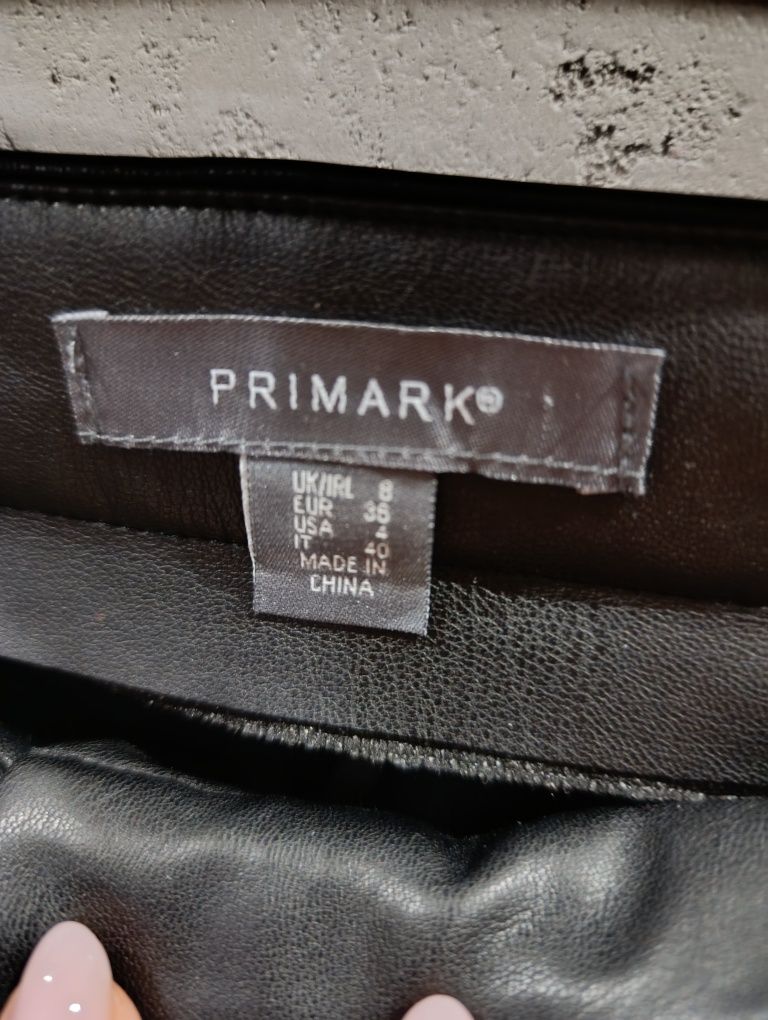 PRIMARK®
UK/IRL 8
EUR 36
USA 4
IT 40
MADE IN
CHINA